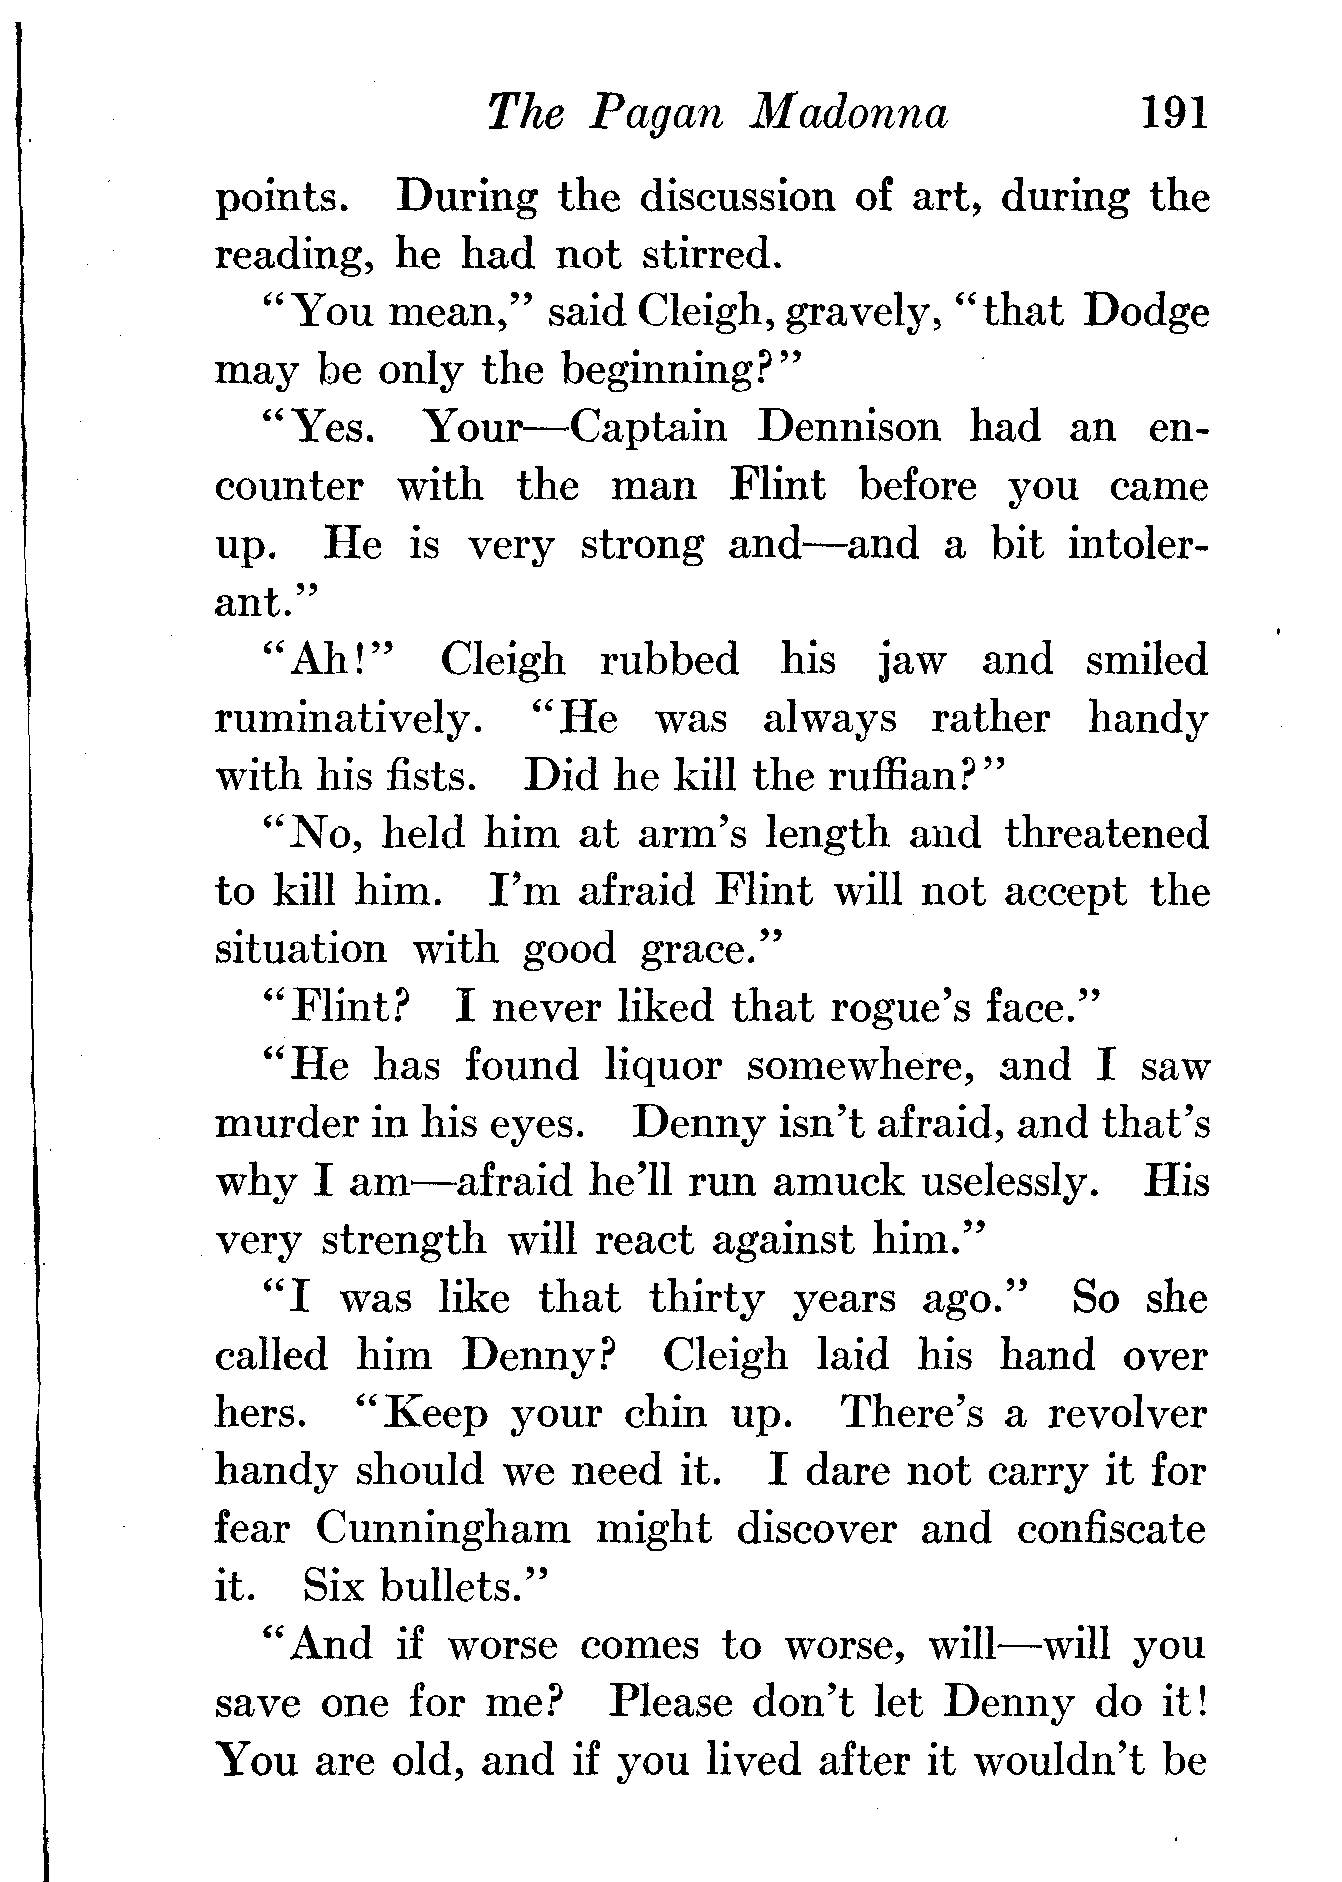 The Pagan Madonna 191
points. During the discussion of art, during the
reading, he had not stirred.
“You mean,” said Cleigh, gravely, “that Dodge
may be only the beginning?”
“Yes. Your—Captain Dennison had an en-
counter with the man Flint before you came
up. He is very strong and—and a bit intoler-
ant.”
“Ah!” Cleigh rubbed his jaw and smiled
ruminatively. “He was always rather handy
with his fists. Did he kill the ruffian?”
“No, held him at arm’s length and threatened
to kill him. I’m afraid Flint will not accept the
situation with good grace.”
“Flint? I never liked that rogue’s face.”
“He has found liquor somewhere, and I saw
murder in his eyes. Denny isn’t afraid, and that’s
why I am—afraid he’ll run amuck uselessly. His
very strength will react against him.”
“I was like that thirty years ago.” So she
called him Denny? Cleigh laid his hand over
hers. “Keep your chin up. There’s a revolver
handy should we need it. I dare not carry it for
fear Cunningham might discover and confiscate
it. Six bullets.”
“And if worse comes to worse, will—will you
save one for me? Please don’t let Denny do it!
You are old, and if you lived after it wouldn’t be